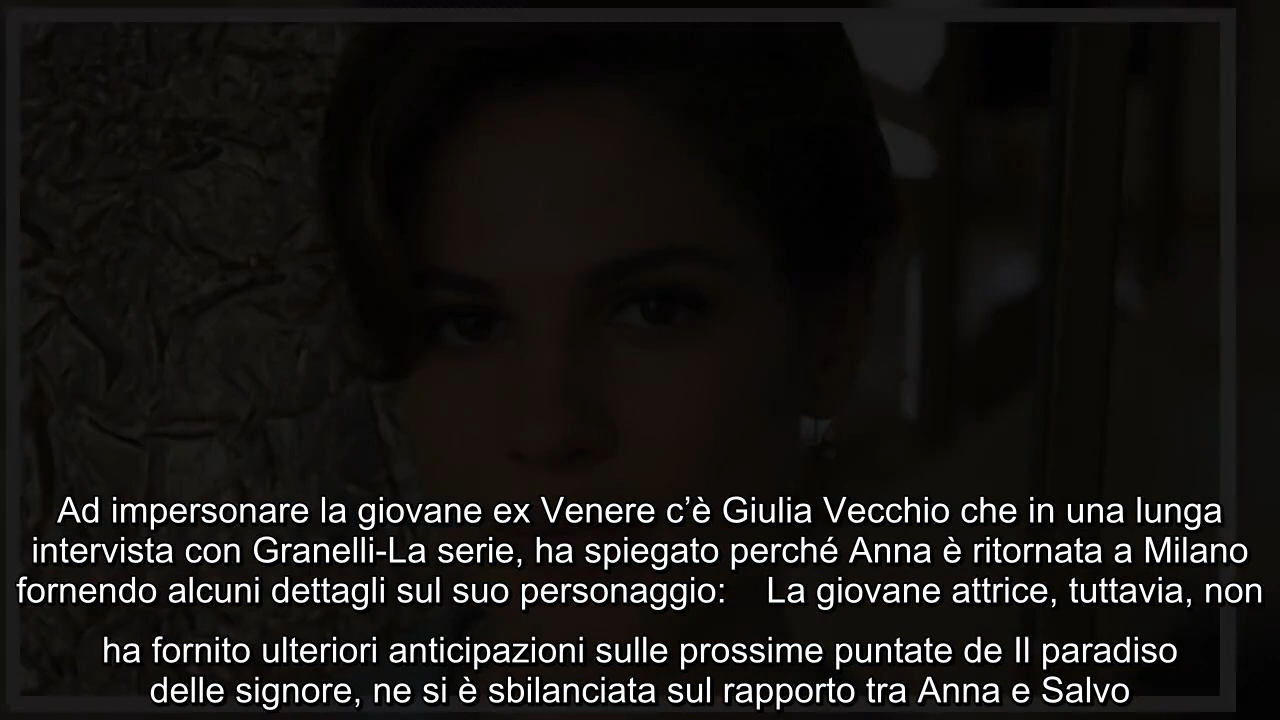 Ad impersonare la giovane ex Venere c’è Giulia Vecchio che in una lunga
intervista con Granelli-La serie, ha spiegato perché Anna è ritornata a Milano
fornendo alcuni dettagli sul suo personaggio: La giovane attrice, tuttavia, non
ha fornito ulteriori anticipazioni sulle prossime puntate de Il paradiso
delle signore, ne si è sbilanciata sul rapporto tra Anna e Salvo